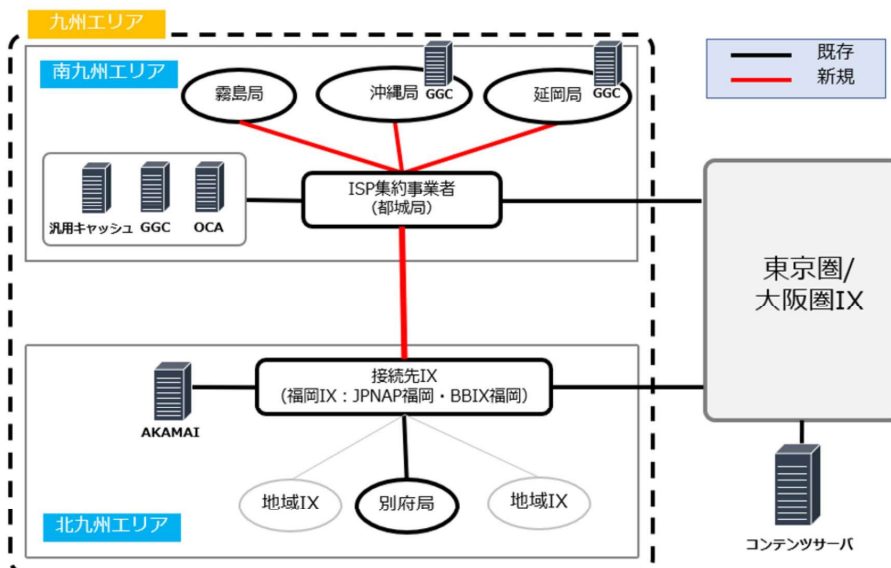 九州エリア
南九州エリア
霧島局
沖縄局
GGC
延岡局
GGC
既存
新規
汎用キャッシュ
GGC
OCA
ISP集約事業者
(都城局)
東京圏/
大阪圏IX
接続先IX
(福岡IX：JPNAP福岡・BBIX福岡)
AKAMAI
地域IX
別府局
地域IX
北九州エリア
コンテンツサーバ